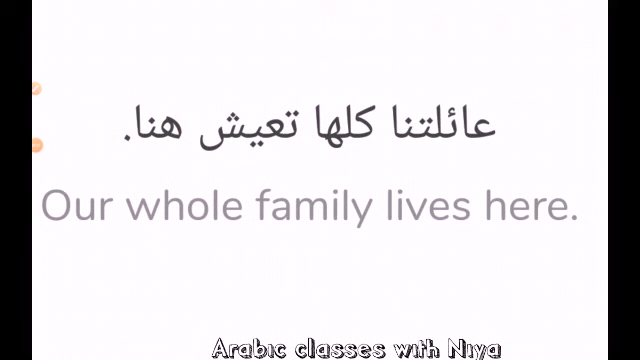 عائلتنا كلها تعيش هنا.
Our whole family lives here.
Arabic classes with Niya